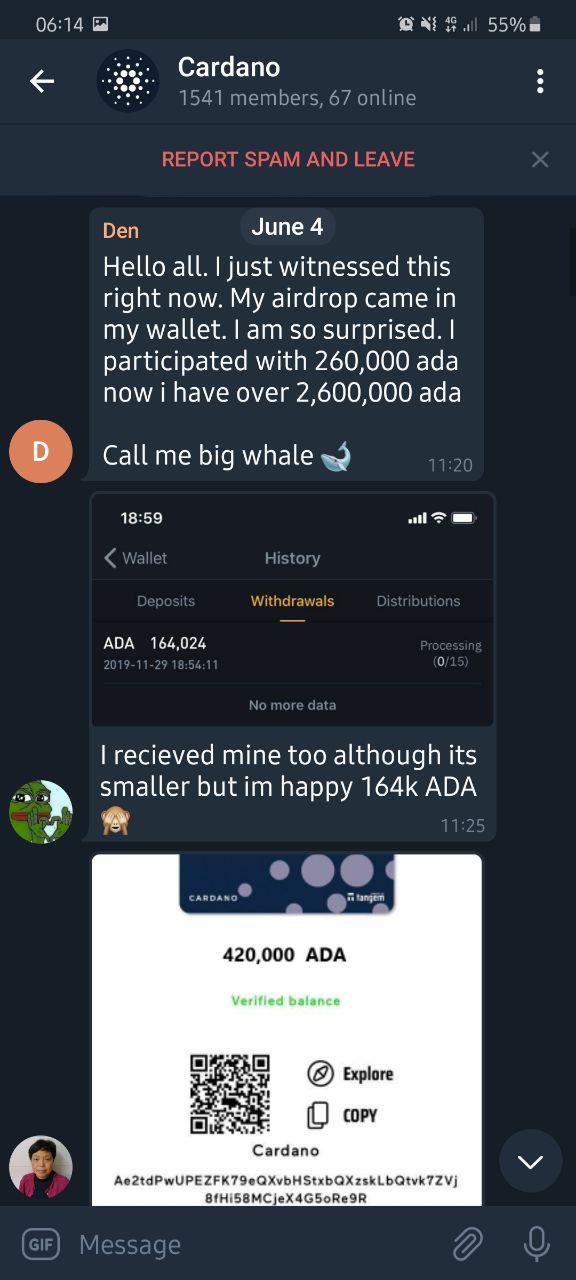 06:14 4G 55%
Cardano
1541 members, 67 online
REPORT SPAM AND LEAVE
June 4
Den
Hello all. I just witnessed this
right now. My airdrop came in
my wallet. I am so surprised. I
participated with 260,000 ada
now i have over 2,600,000 ada
Call me big whale 🐳
11:20
D
18:59
Wallet History
Deposits Withdrawals Distributions
ADA 164,024 Processing
2019-11-29 18:54:11 (0/15)
No more data
I recieved mine too although its
smaller but im happy 164k ADA
🙈 11:25
CARDANO tangem
420,000 ADA
Verified balance
Explore
COPY
Cardano
Ae2tdPwUPEZFK79eQXvbHStxbQXzskLbQtvk7ZVj
8fHi58MCjeX4G5oRe9R
GIF Message